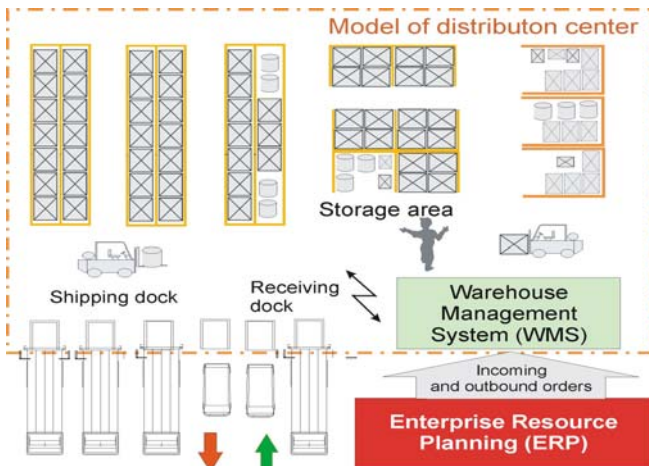 Model of distributon center
Storage area
Shipping dock
Receiving
dock
Warehouse
Management
System (WMS)
Incoming
and outbound orders
Enterprise Resource
Planning (ERP)